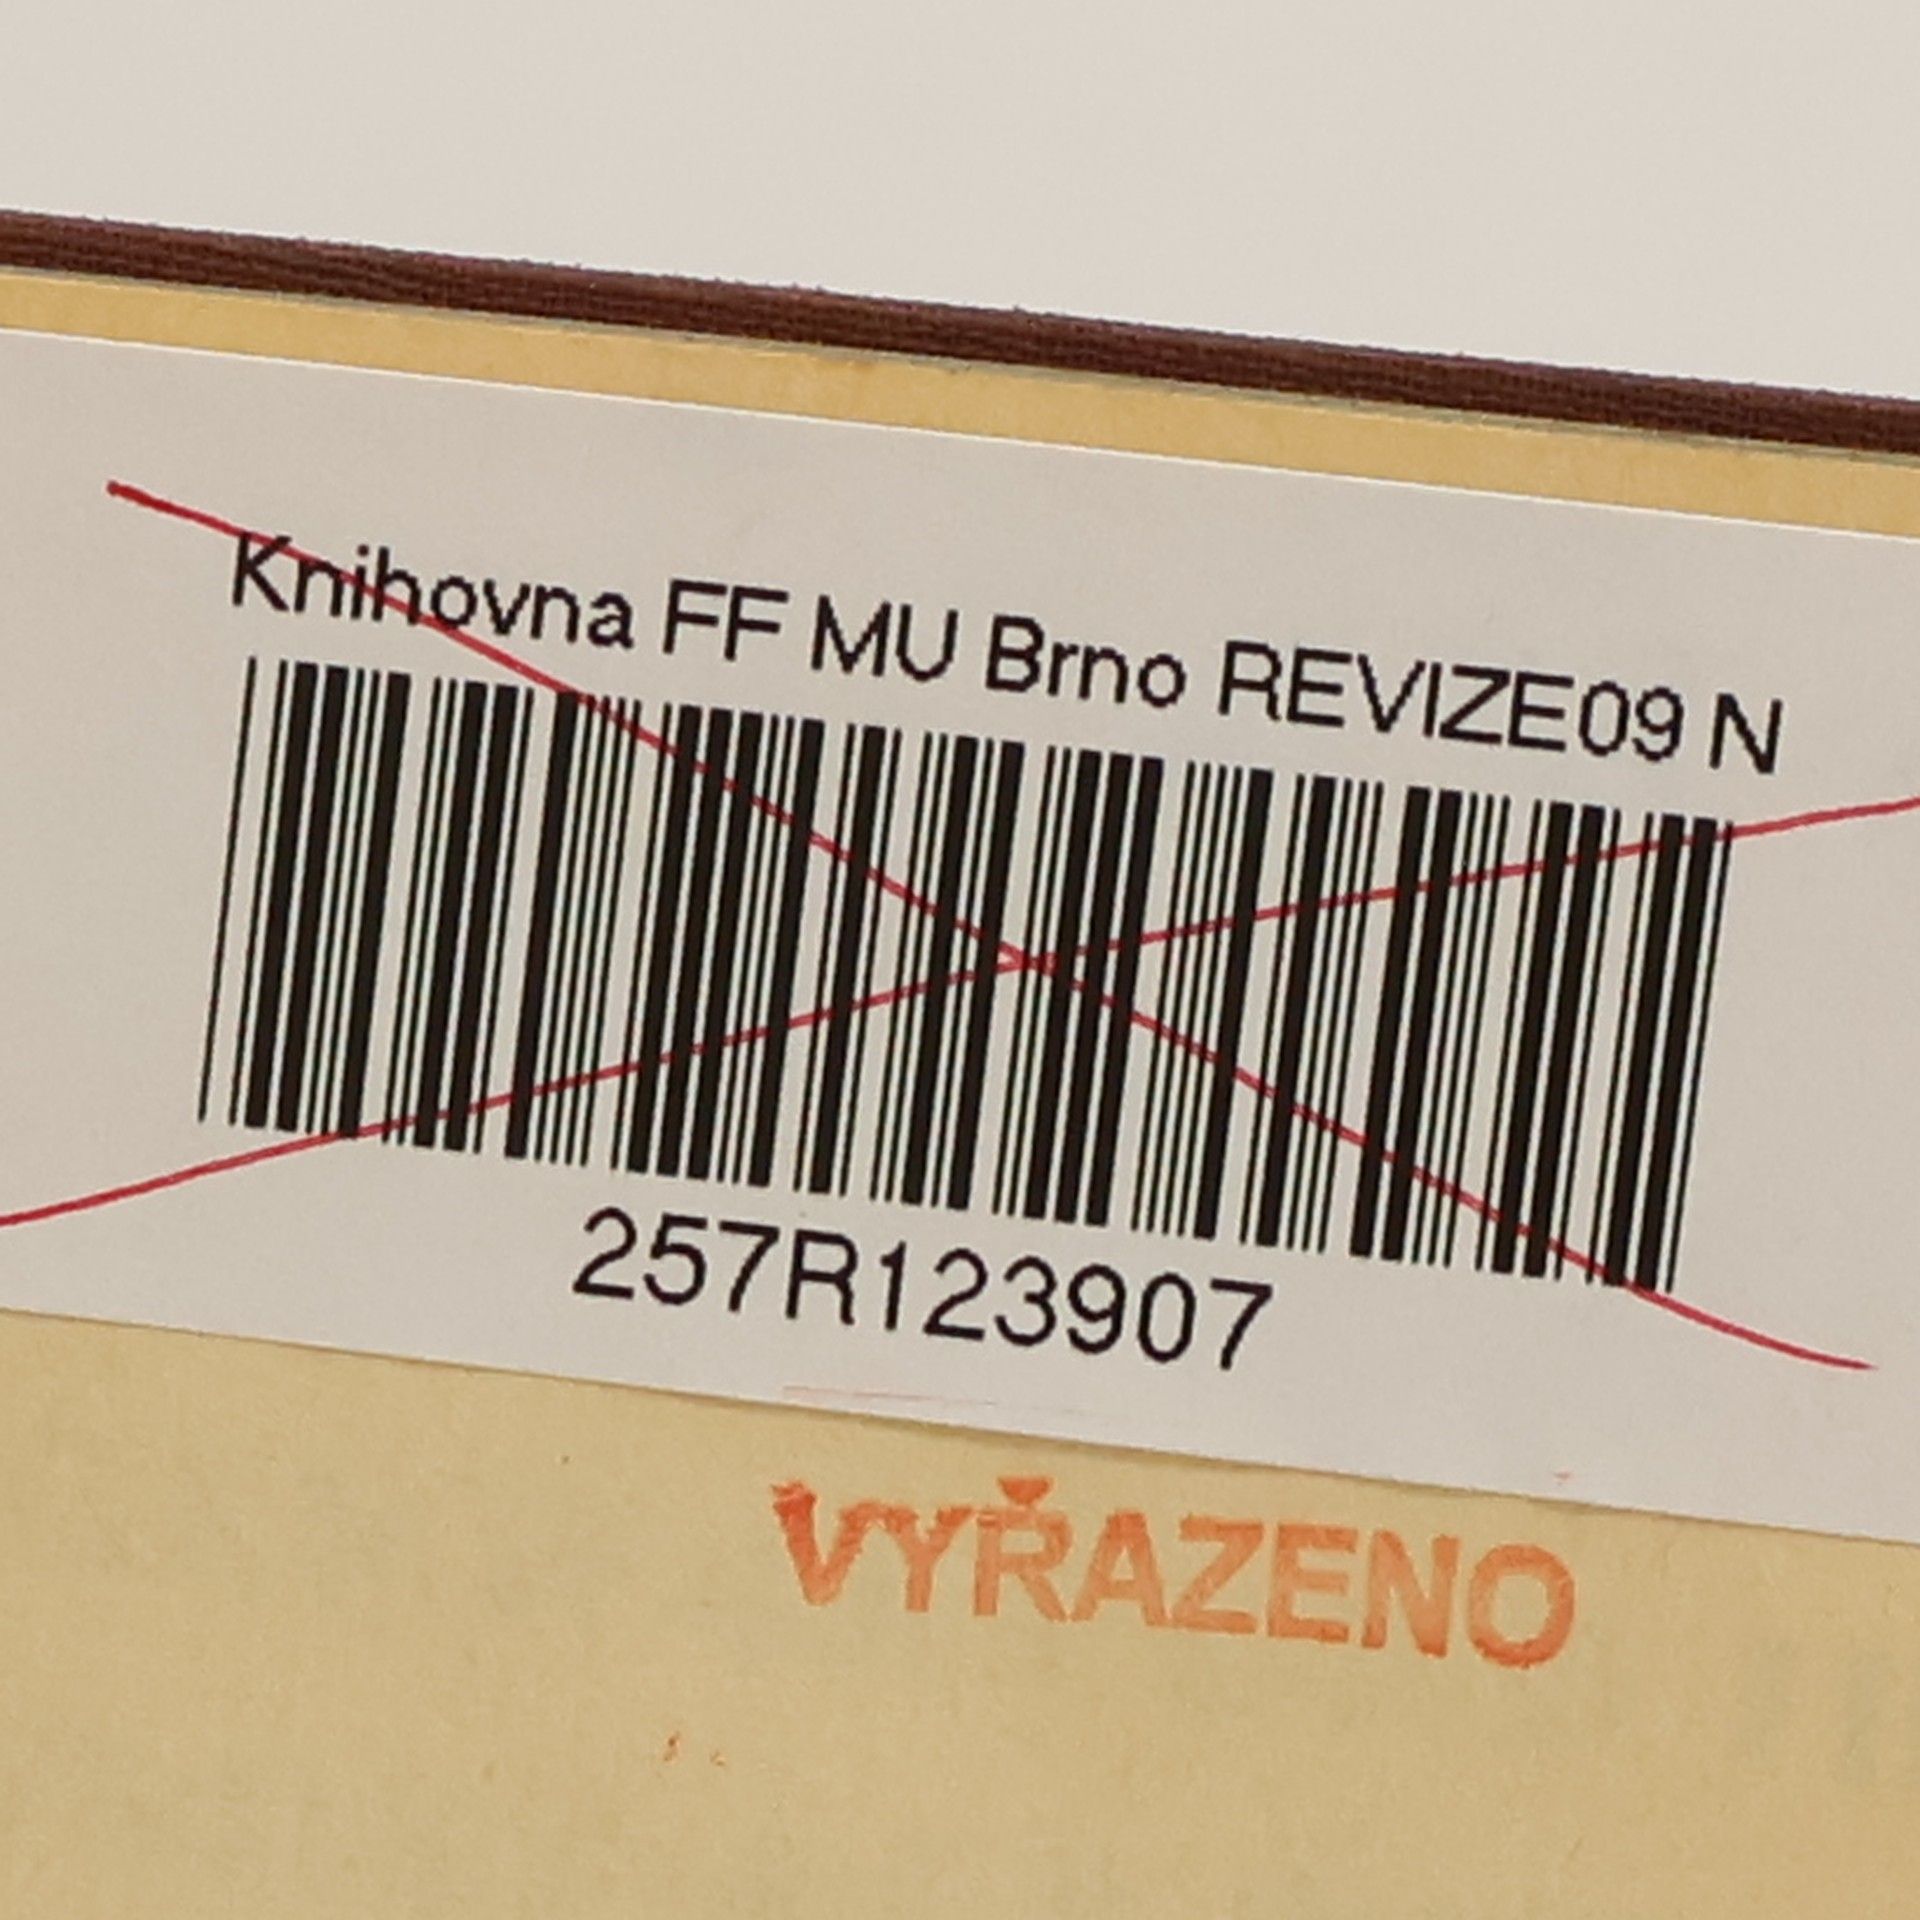 Knihovna FF MU Brno REVIZE09 N
257R123907
VYŘAZENO